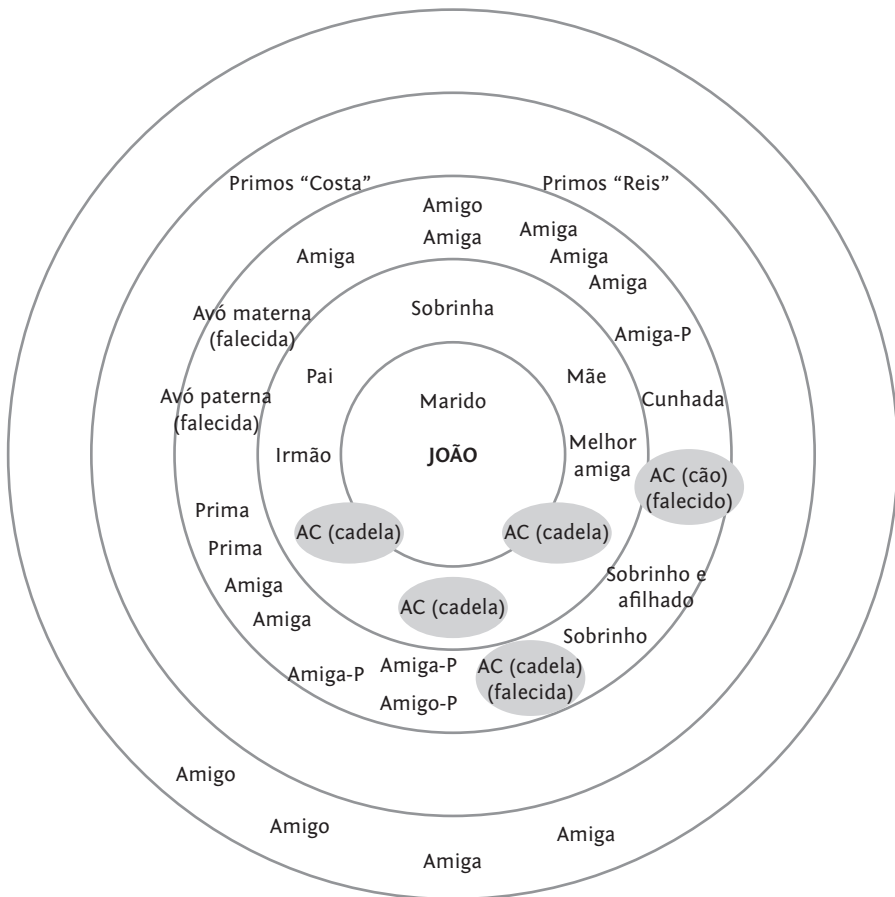 Primos “Costa”
Primos “Reis”
Amigo
Amiga
Amiga
Amiga
Amiga
Amiga
Avó materna
(falecida)
Sobrinha
Amiga-P
Pai
Mãe
Avó paterna
(falecida)
Marido
Cunhada
Irmão
JOÃO
Melhor
amiga
AC (cão)
(falecido)
Prima
AC (cadela)
AC (cadela)
Prima
Amiga
AC (cadela)
Sobrinho e
afilhado
Amiga
Sobrinho
Amiga-P
Amiga-P
AC (cadela)
(falecida)
Amigo-P
Amigo
Amigo
Amiga
Amiga